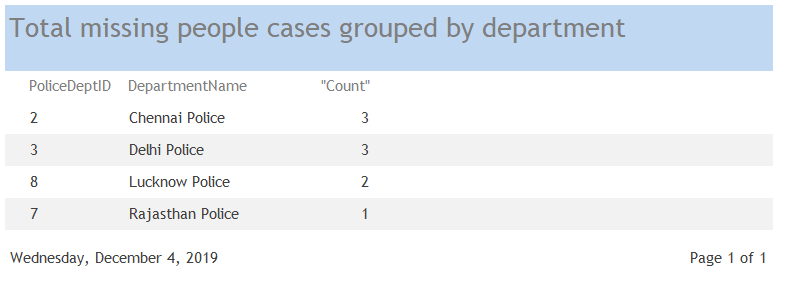 Total missing people cases grouped by department
PoliceDeptID DepartmentName "Count"
2 Chennai Police 3
3 Delhi Police 3
8 Lucknow Police 2
7 Rajasthan Police 1
Wednesday, December 4, 2019 Page 1 of 1